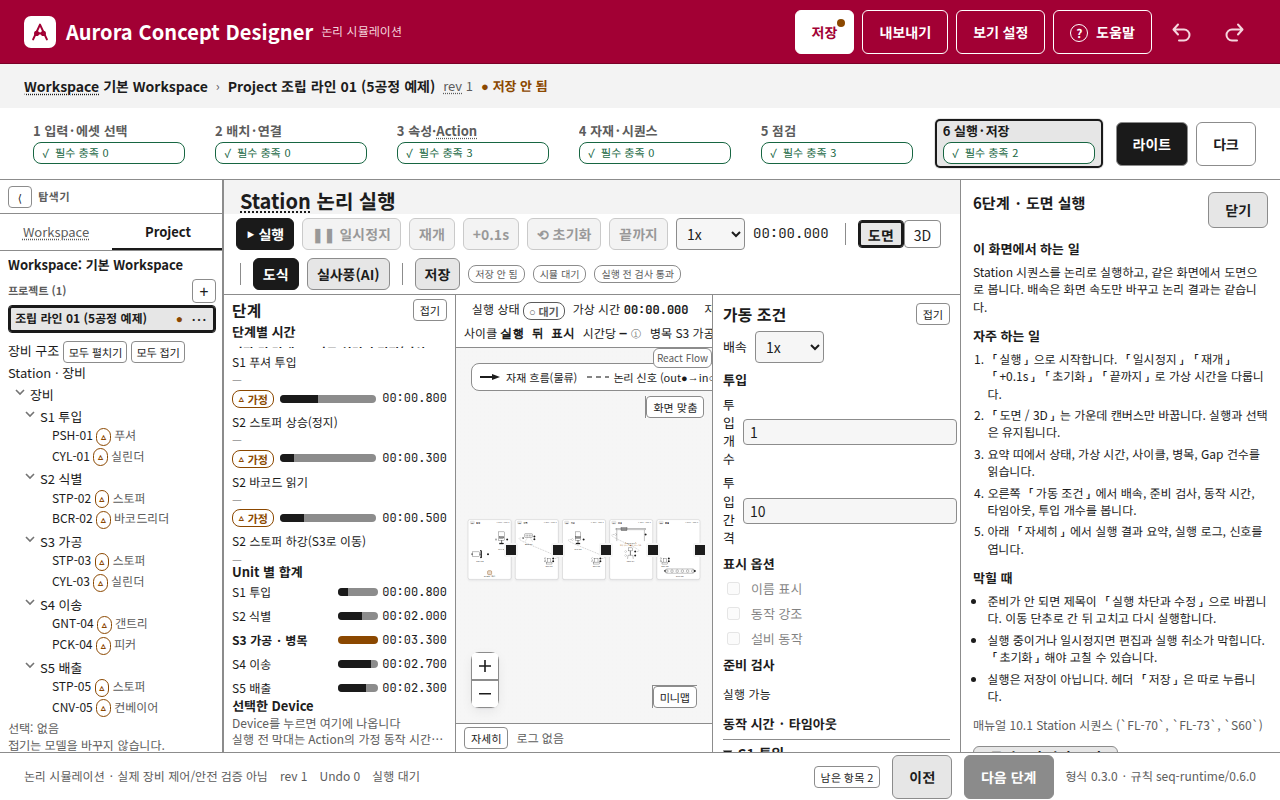 Aurora Concept Designer 논리 시뮬레이션
저장 내보내기 보기 설정 ? 도움말
Workspace 기본 Workspace › Project 조립 라인 01 (5공정 예제) rev 1 ● 저장 안 됨
1 입력·에셋 선택
✓ 필수 충족 0
2 배치·연결
✓ 필수 충족 0
3 속성·Action
✓ 필수 충족 3
4 자재·시퀀스
✓ 필수 충족 0
5 점검
✓ 필수 충족 3
6 실행·저장
✓ 필수 충족 2
라이트 다크
⟨ 탐색기
Workspace Project
Workspace: 기본 Workspace
프로젝트 (1) +
조립 라인 01 (5공정 예제) ● ···
장비 구조 모두 펼치기 모두 접기
Station · 장비
장비
S1 투입
PSH-01 푸셔
CYL-01 실린더
S2 식별
STP-02 스토퍼
BCR-02 바코드리더
S3 가공
STP-03 스토퍼
CYL-03 실린더
S4 이송
GNT-04 갠트리
PCK-04 피커
S5 배출
STP-05 스토퍼
CNV-05 컨베이어
선택: 없음
접기는 모델을 바꾸지 않습니다.
Station 논리 실행
▶ 실행 ❚❚ 일시정지 재개 +0.1s ⟲ 초기화 끝까지 1x 00:00.000 도면 3D
도식 실사풍(AI) 저장 저장 안 됨 시뮬 대기 실행 전 검사 통과
단계 접기
단계별 시간
S1 푸셔 투입
—
▵ 가정 00:00.800
S2 스토퍼 상승(정지)
—
▵ 가정 00:00.300
S2 바코드 읽기
—
▵ 가정 00:00.500
S2 스토퍼 하강(S3로 이동)
—
Unit 별 합계
S1 투입 00:00.800
S2 식별 00:02.000
S3 가공 · 병목 00:03.300
S4 이송 00:02.700
S5 배출 00:02.300
선택한 Device
Device를 누르면 여기에 나옵니다
실행 전 막대는 Action의 가정 동작 시간…
실행 상태 ○ 대기 가상 시간 00:00.000
사이클 실행 뒤 표시 시간당 — ⓘ 병목 S3 가공
React Flow
자재 흐름(물류) 논리 신호 (out●→in○
화면 맞춤
+
−
미니맵
자세히 로그 없음
가동 조건 접기
배속 1x
투입
투입 개수 1
투입 간격 10
표시 옵션
이름 표시
동작 강조
설비 동작
준비 검사
실행 가능
동작 시간 · 타임아웃
6단계 · 도면 실행 닫기
이 화면에서 하는 일
Station 시퀀스를 논리로 실행하고, 같은 화면에서 도면으
로 봅니다. 배속은 화면 속도만 바꾸고 논리 결과는 같습니
다.
자주 하는 일
1. 「실행」으로 시작합니다. 「일시정지」「재개」
「+0.1s」「초기화」「끝까지」로 가상 시간을 다룹니
다.
2. 「도면 / 3D」는 가운데 캔버스만 바꿉니다. 실행과 선택
은 유지됩니다.
3. 요약 띠에서 상태, 가상 시간, 사이클, 병목, Gap 건수를
읽습니다.
4. 오른쪽 「가동 조건」에서 배속, 준비 검사, 동작 시간,
타임아웃, 투입 개수를 봅니다.
5. 아래 「자세히」에서 실행 결과 요약, 실행 로그, 신호를
엽니다.
막힐 때
준비가 안 되면 제목이 「실행 차단과 수정」으로 바뀝니
다. 이동 단추로 간 뒤 고치고 다시 실행합니다.
실행 중이거나 일시정지면 편집과 실행 취소가 막힙니다.
「초기화」해야 고칠 수 있습니다.
실행은 저장이 아닙니다. 헤더 「저장」은 따로 누릅니
다.
매뉴얼 10.1 Station 시퀀스 (`FL-70`, `FL-73`, `S60`)
논리 시뮬레이션 · 실제 장비 제어/안전 검증 아님 rev 1 Undo 0 실행 대기
남은 항목 2 이전 다음 단계 형식 0.3.0 · 규칙 seq-runtime/0.6.0